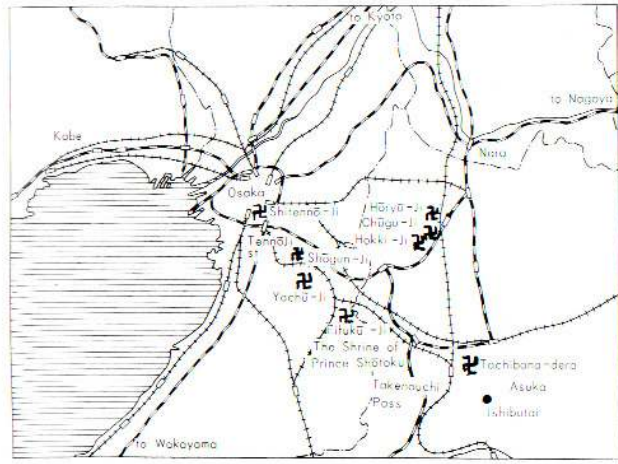 to Kyoto
to Nagoya
Kobe
Nara
Osaka
Shitennō-Ji
Hōryū-Ji
Chūgū-Ji
Hokki-Ji
TennōJi
st
Shōgun-Ji
Yachū-Ji
Eifuku-Ji
The Shrine of
Prince Shōtoku
Tachibana-dera
Takenouchi
Pass
Asuka
Ishibutai
to Wakayama